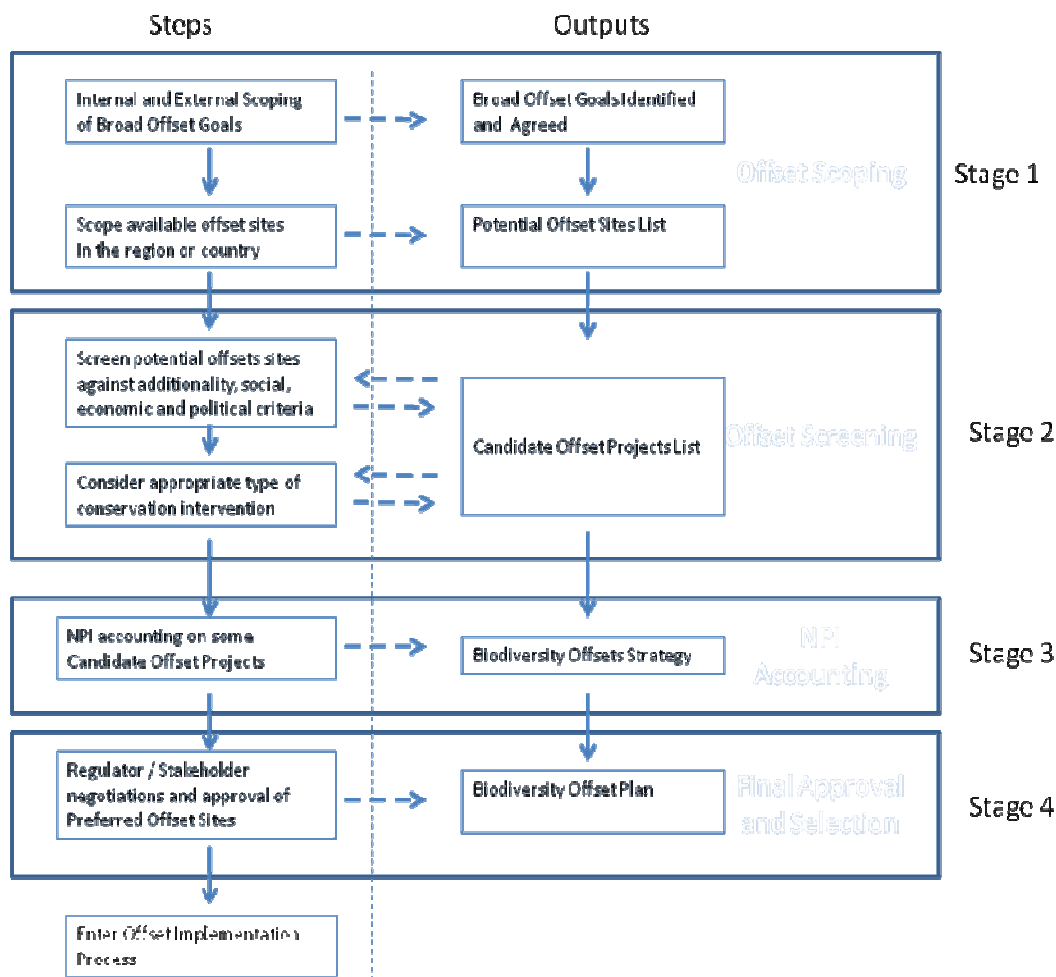 Steps
Outputs
Internal and External Scoping
of Broad Offset Goals
Broad Offset Goals Identified
and Agreed
Offset Scoping
Stage 1
Scope available offset sites
In the region or country
Potential Offset Sites List
Screen potential offsets sites
against additionality, social,
economic and political criteria
Candidate Offset Projects List
Offset Screening
Stage 2
Consider appropriate type of
conservation intervention
NPI accounting on some
Candidate Offset Projects
Biodiversity Offsets Strategy
NPI
Accounting
Stage 3
Regulator / Stakeholder
negotiations and approval of
Preferred Offset Sites
Biodiversity Offset Plan
Final Approval
and Selection
Stage 4
Enter Offset Implementation
Process